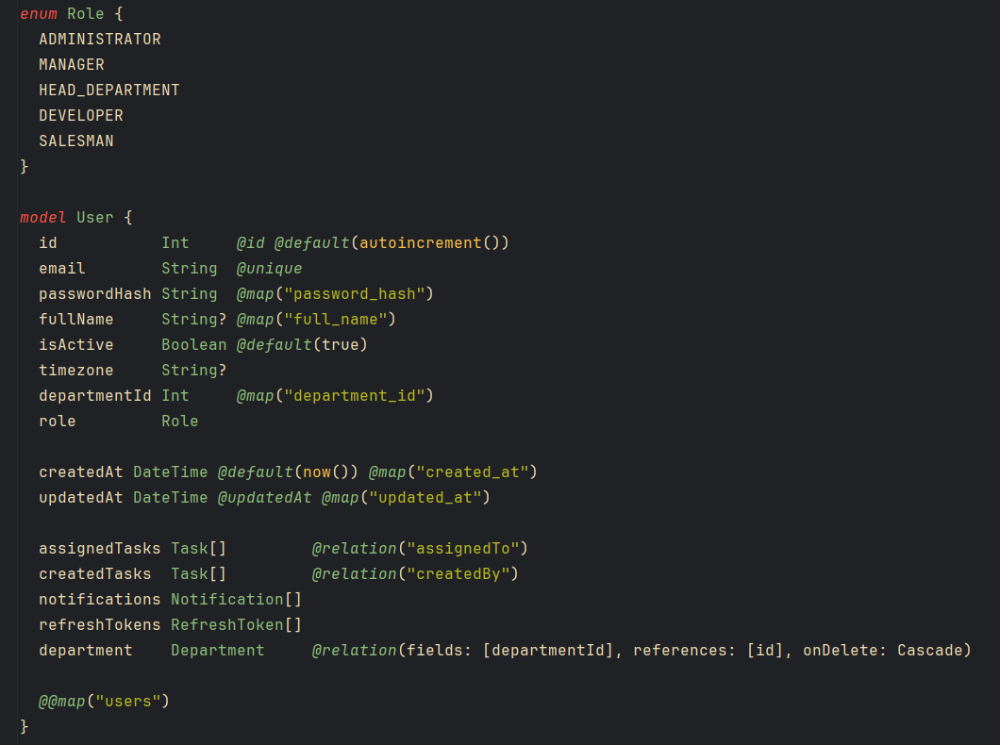 enum Role {
  ADMINISTRATOR
  MANAGER
  HEAD_DEPARTMENT
  DEVELOPER
  SALESMAN
}

model User {
  id           Int     @id @default(autoincrement())
  email        String  @unique
  passwordHash String  @map("password_hash")
  fullName     String? @map("full_name")
  isActive     Boolean @default(true)
  timezone     String?
  departmentId Int     @map("department_id")
  role         Role

  createdAt DateTime @default(now()) @map("created_at")
  updatedAt DateTime @updatedAt @map("updated_at")

  assignedTasks Task[]         @relation("assignedTo")
  createdTasks  Task[]         @relation("createdBy")
  notifications Notification[]
  refreshTokens RefreshToken[]
  department    Department     @relation(fields: [departmentId], references: [id], onDelete: Cascade)

  @@map("users")
}